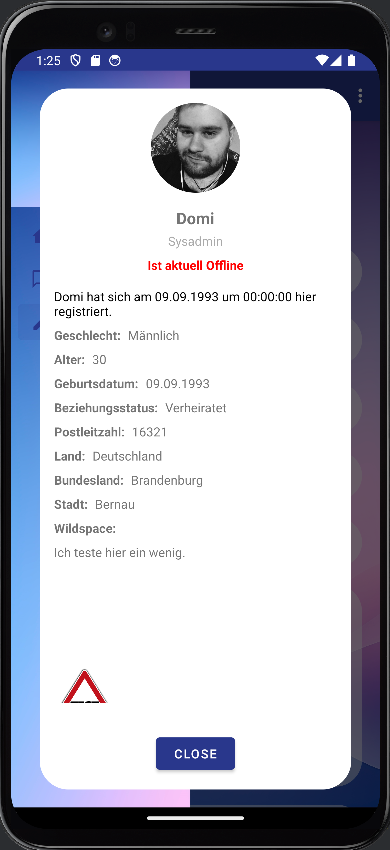 1:25
Domi
Sysadmin
Ist aktuell Offline
Domi hat sich am 09.09.1993 um 00:00:00 hier
registriert.
Geschlecht: Männlich
Alter: 30
Geburtsdatum: 09.09.1993
Beziehungsstatus: Verheiratet
Postleitzahl: 16321
Land: Deutschland
Bundesland: Brandenburg
Stadt: Bernau
Wildspace:
Ich teste hier ein wenig.
CLOSE